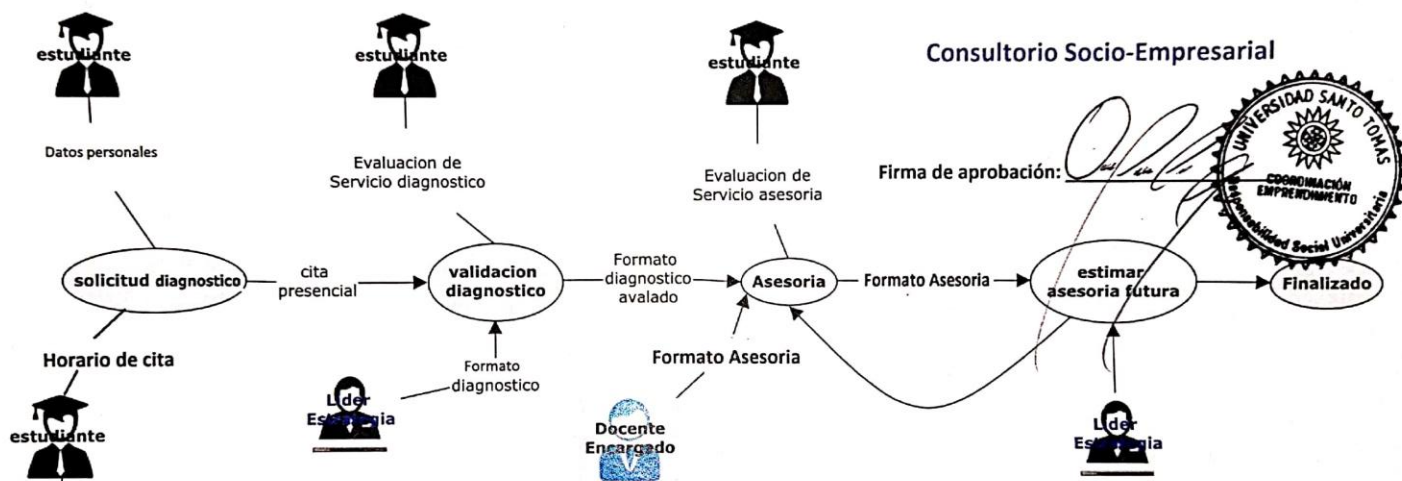 Consultorio Socio-Empresarial
estudiante
estudiante
estudiante
Datos personales
Evaluacion de
Servicio diagnostico
Evaluacion de
Servicio asesoria
Firma de aprobación:
UNIVERSIDAD SANTO TOMAS
COORDINACIÓN
EMPRENDIMIENTO
Responsabilidad Social Universitaria
solicitud diagnostico
cita
presencial
validacion
diagnostico
Formato
diagnostico
avalado
Asesoria
Formato Asesoria
estimar
asesoria futura
Finalizado
Horario de cita
Formato
diagnostico
Formato Asesoria
estudiante
Lider
Estrategia
Docente
Encargado
Lider
Estrategia